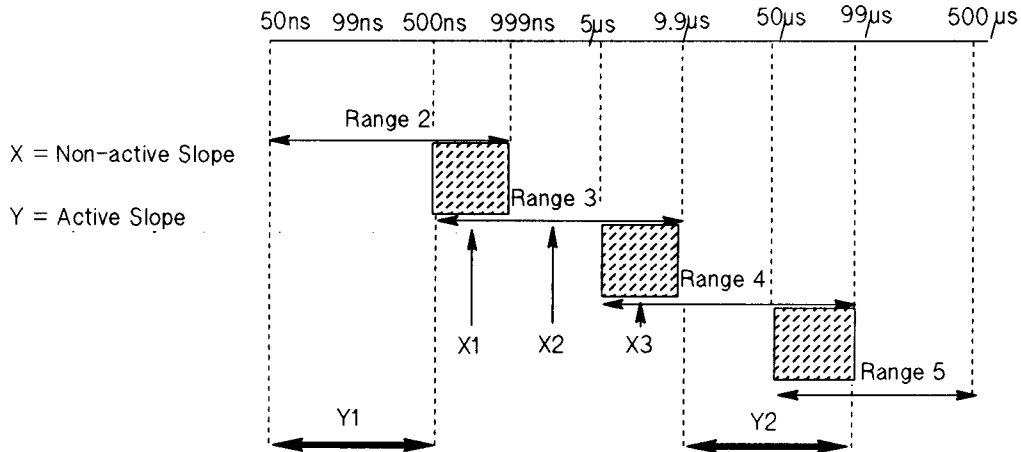 50ns 99ns 500ns 999ns 5µs 9.9µs 50µs 99µs 500µs
Range 2
X = Non-active Slope
Range 3
Y = Active Slope
Range 4
X1 X2 X3
Range 5
Y1 Y2